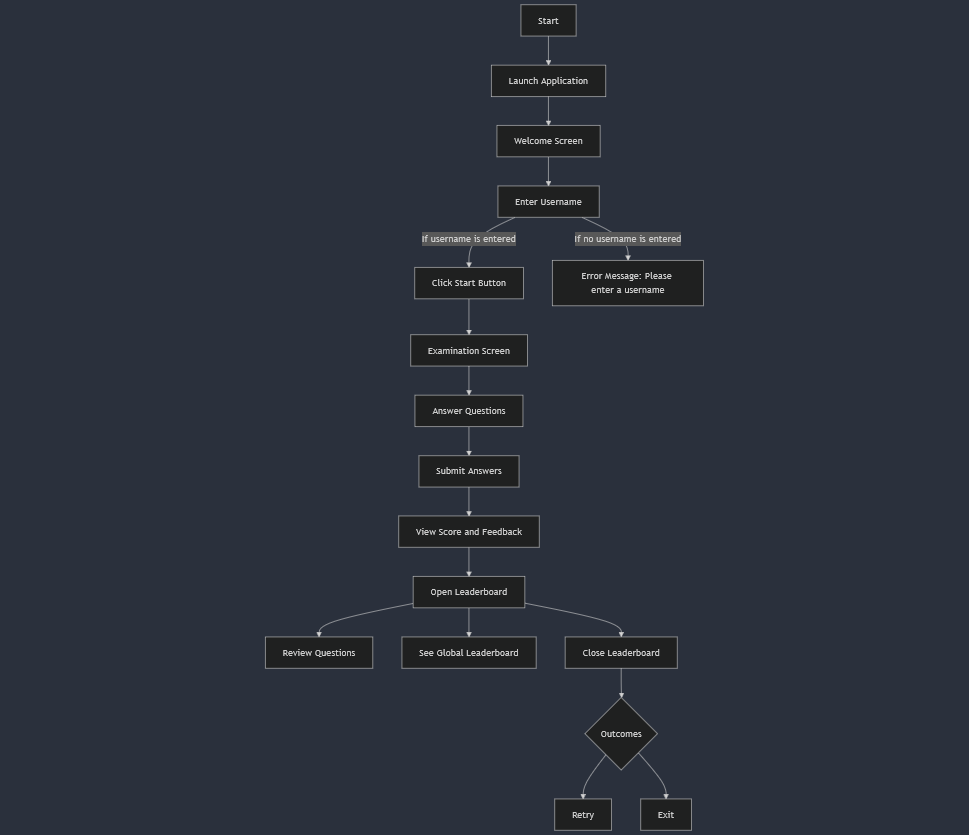 Start
Launch Application
Welcome Screen
Enter Username
If username is entered
If no username is entered
Click Start Button
Error Message: Please
enter a username
Examination Screen
Answer Questions
Submit Answers
View Score and Feedback
Open Leaderboard
Review Questions
See Global Leaderboard
Close Leaderboard
Outcomes
Retry
Exit